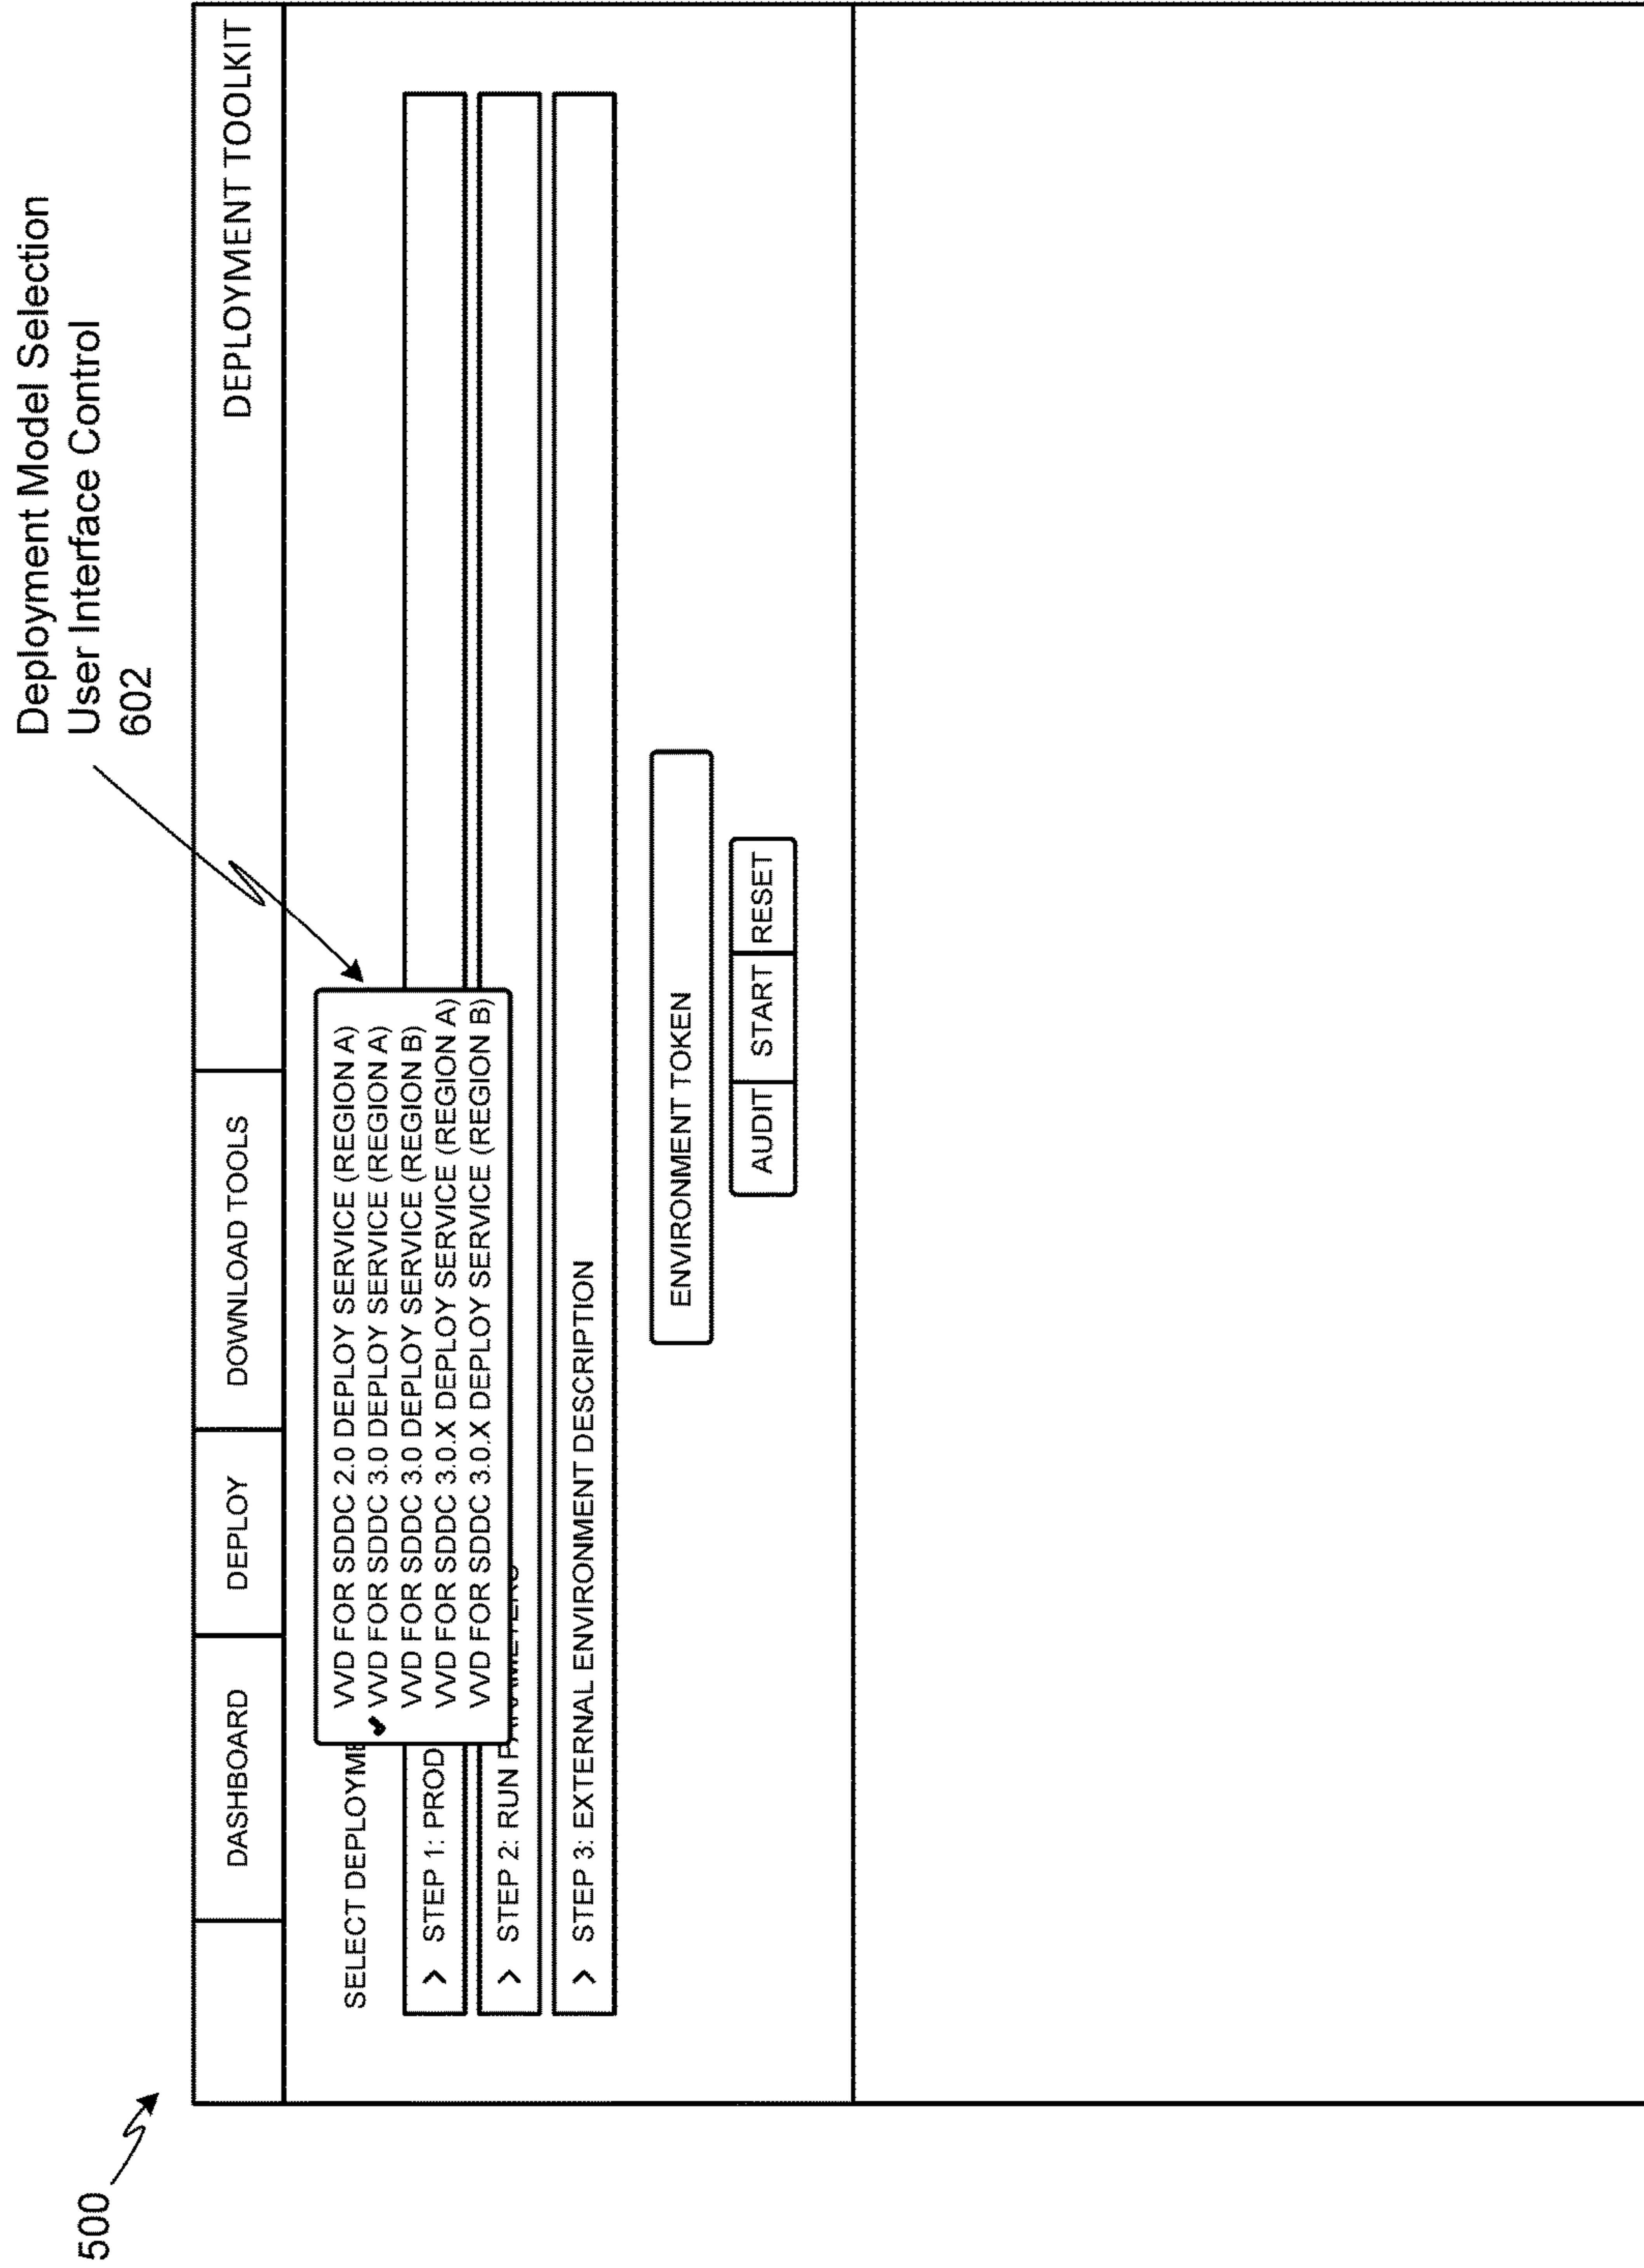 500
Deployment Model Selection
User Interface Control
602
DASHBOARD DEPLOY DOWNLOAD TOOLS DEPLOYMENT TOOLKIT
VVD FOR SDDC 2.0 DEPLOY SERVICE (REGION A)
SELECT DEPLOYME
✔ VVD FOR SDDC 3.0 DEPLOY SERVICE (REGION A)
VVD FOR SDDC 3.0 DEPLOY SERVICE (REGION B)
> STEP 1: PROD
VVD FOR SDDC 3.0.X DEPLOY SERVICE (REGION A)
VVD FOR SDDC 3.0.X DEPLOY SERVICE (REGION B)
> STEP 2: RUN
> STEP 3: EXTERNAL ENVIRONMENT DESCRIPTION
ENVIRONMENT TOKEN
AUDIT START RESET